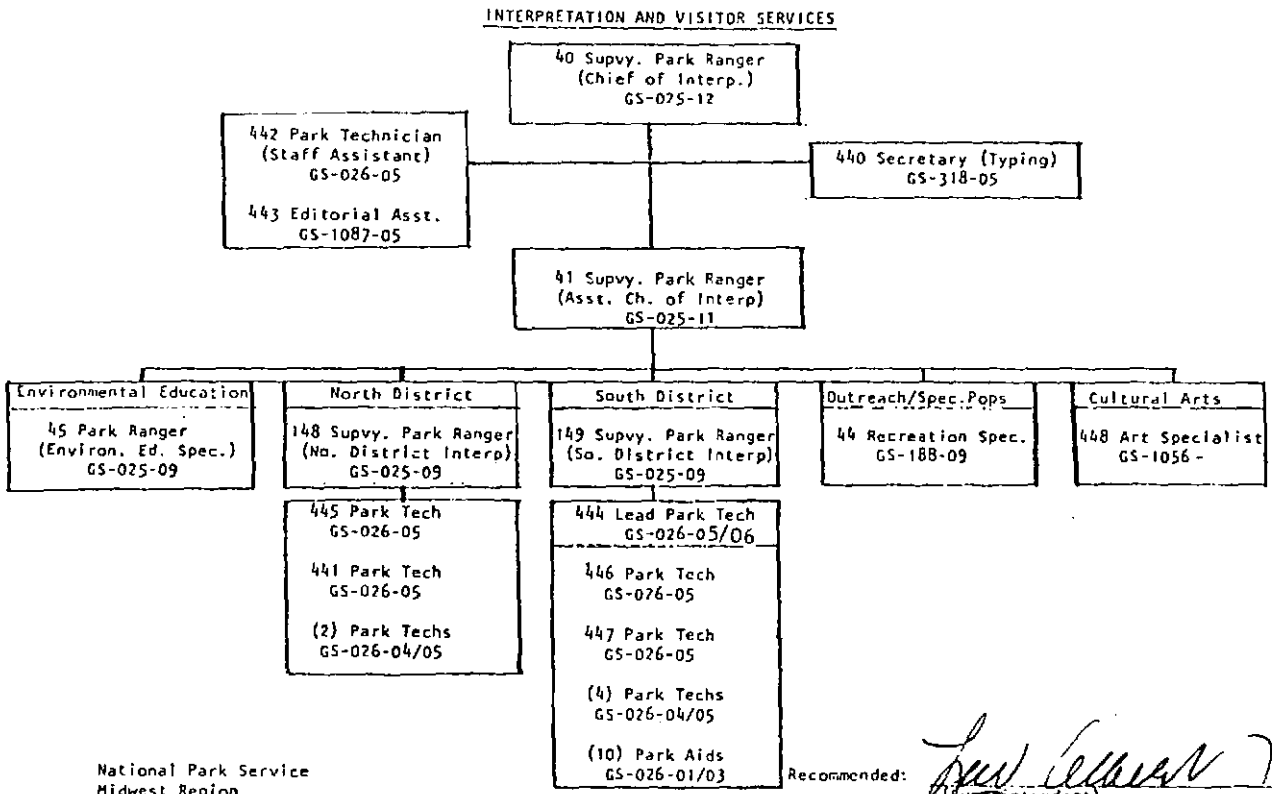 INTERPRETATION AND VISITOR SERVICES
40 Supvy. Park Ranger
(Chief of Interp.)
GS-025-12
442 Park Technician
(Staff Assistant)
GS-026-05
443 Editorial Asst.
GS-1087-05
440 Secretary (Typing)
GS-318-05
41 Supvy. Park Ranger
(Asst. Ch. of Interp)
GS-025-11
Environmental Education
45 Park Ranger
(Environ. Ed. Spec.)
GS-025-09
North District
148 Supvy. Park Ranger
(No. District Interp)
GS-025-09
445 Park Tech
GS-026-05
441 Park Tech
GS-026-05
(2) Park Techs
GS-026-04/05
South District
149 Supvy. Park Ranger
(So. District Interp)
GS-025-09
444 Lead Park Tech
GS-026-05/06
446 Park Tech
GS-026-05
447 Park Tech
GS-026-05
(4) Park Techs
GS-026-04/05
(10) Park Aids
GS-026-01/03
Outreach/Spec.Pops
44 Recreation Spec.
GS-188-09
Cultural Arts
448 Art Specialist
GS-1056-
National Park Service
Midwest Region
Recommended: